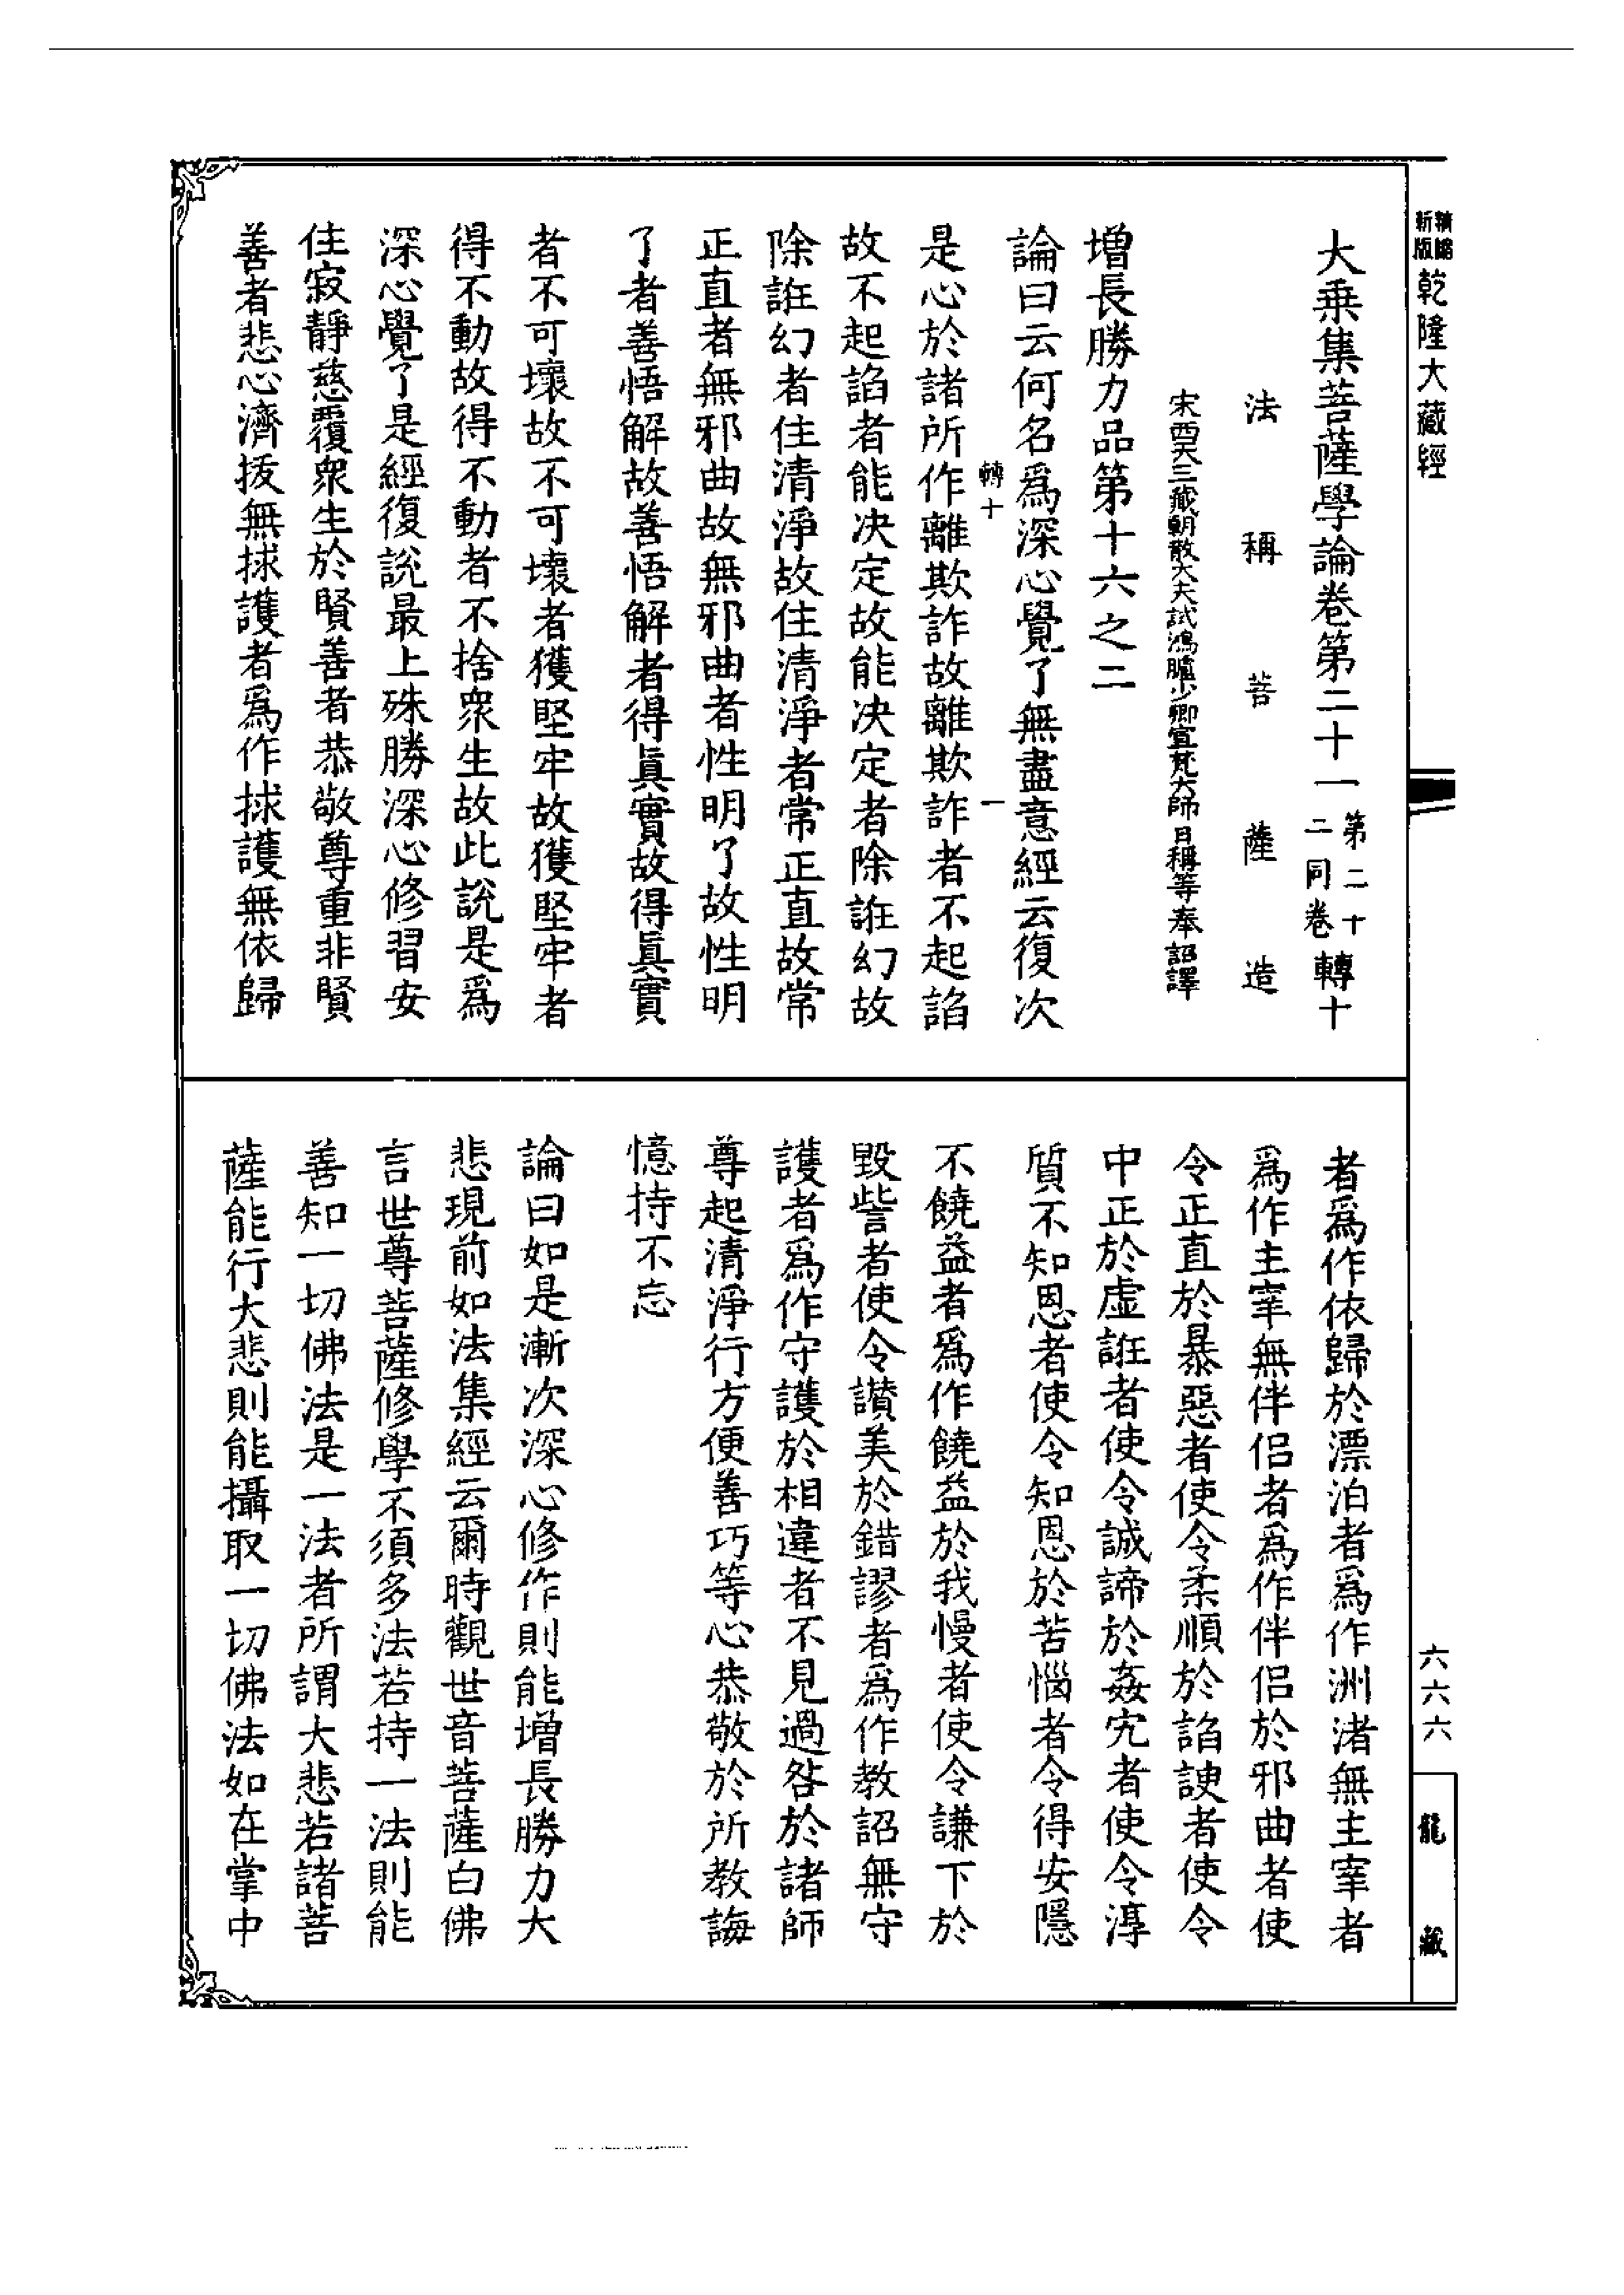 精縮新版乾隆大藏經
大乗集菩薩學論卷第二十一第二十二同卷轉十
法稱菩薩造
宋西天三藏朝散大夫試鴻臚少卿宣梵大師日稱等奉詔譯
增長勝力品第十六之二
論曰云何名爲深心覺了無盡意經云復次
轉十 一
是心於諸所作離欺詐故離欺詐者不起諂
故不起諂者能决定故能决定者除誑幻故
除誑幻者住清淨故住清淨者常正直故常
正直者無邪曲故無邪曲者性明了故性明
了者善悟解故善悟解者得眞實故得眞實
者不可壞故不可壞者獲堅牢故獲堅牢者
得不動故得不動者不捨衆生故此說是爲
深心覺了是經復說最上殊勝深心修習安
住寂靜慈覆衆生於賢善者恭敬尊重非賢
善者悲心濟拔無捄護者爲作捄護無依歸
者爲作依歸於漂泊者爲作洲渚無主宰者
爲作主宰無伴侶者爲作伴侶於邪曲者使
令正直於暴惡者使令柔順於諂諛者使令
中正於虛誑者使令誠諦於姦宄者使令淳
質不知恩者使令知恩於苦惱者令得安隱
不饒益者爲作饒益於我慢者使令謙下於
毀訾者使令讃美於錯謬者爲作教詔無守
護者爲作守護於相違者不見過咎於諸師
尊起清淨行方便善巧等心恭敬於所教誨
憶持不忘
論曰如是漸次深心修作則能增長勝力大
悲現前如法集經云爾時觀世音菩薩白佛
言世尊菩薩修學不須多法若持一法則能
善知一切佛法是一法者所謂大悲若諸菩
薩能行大悲則能攝取一切佛法如在掌中
六六六
龍藏